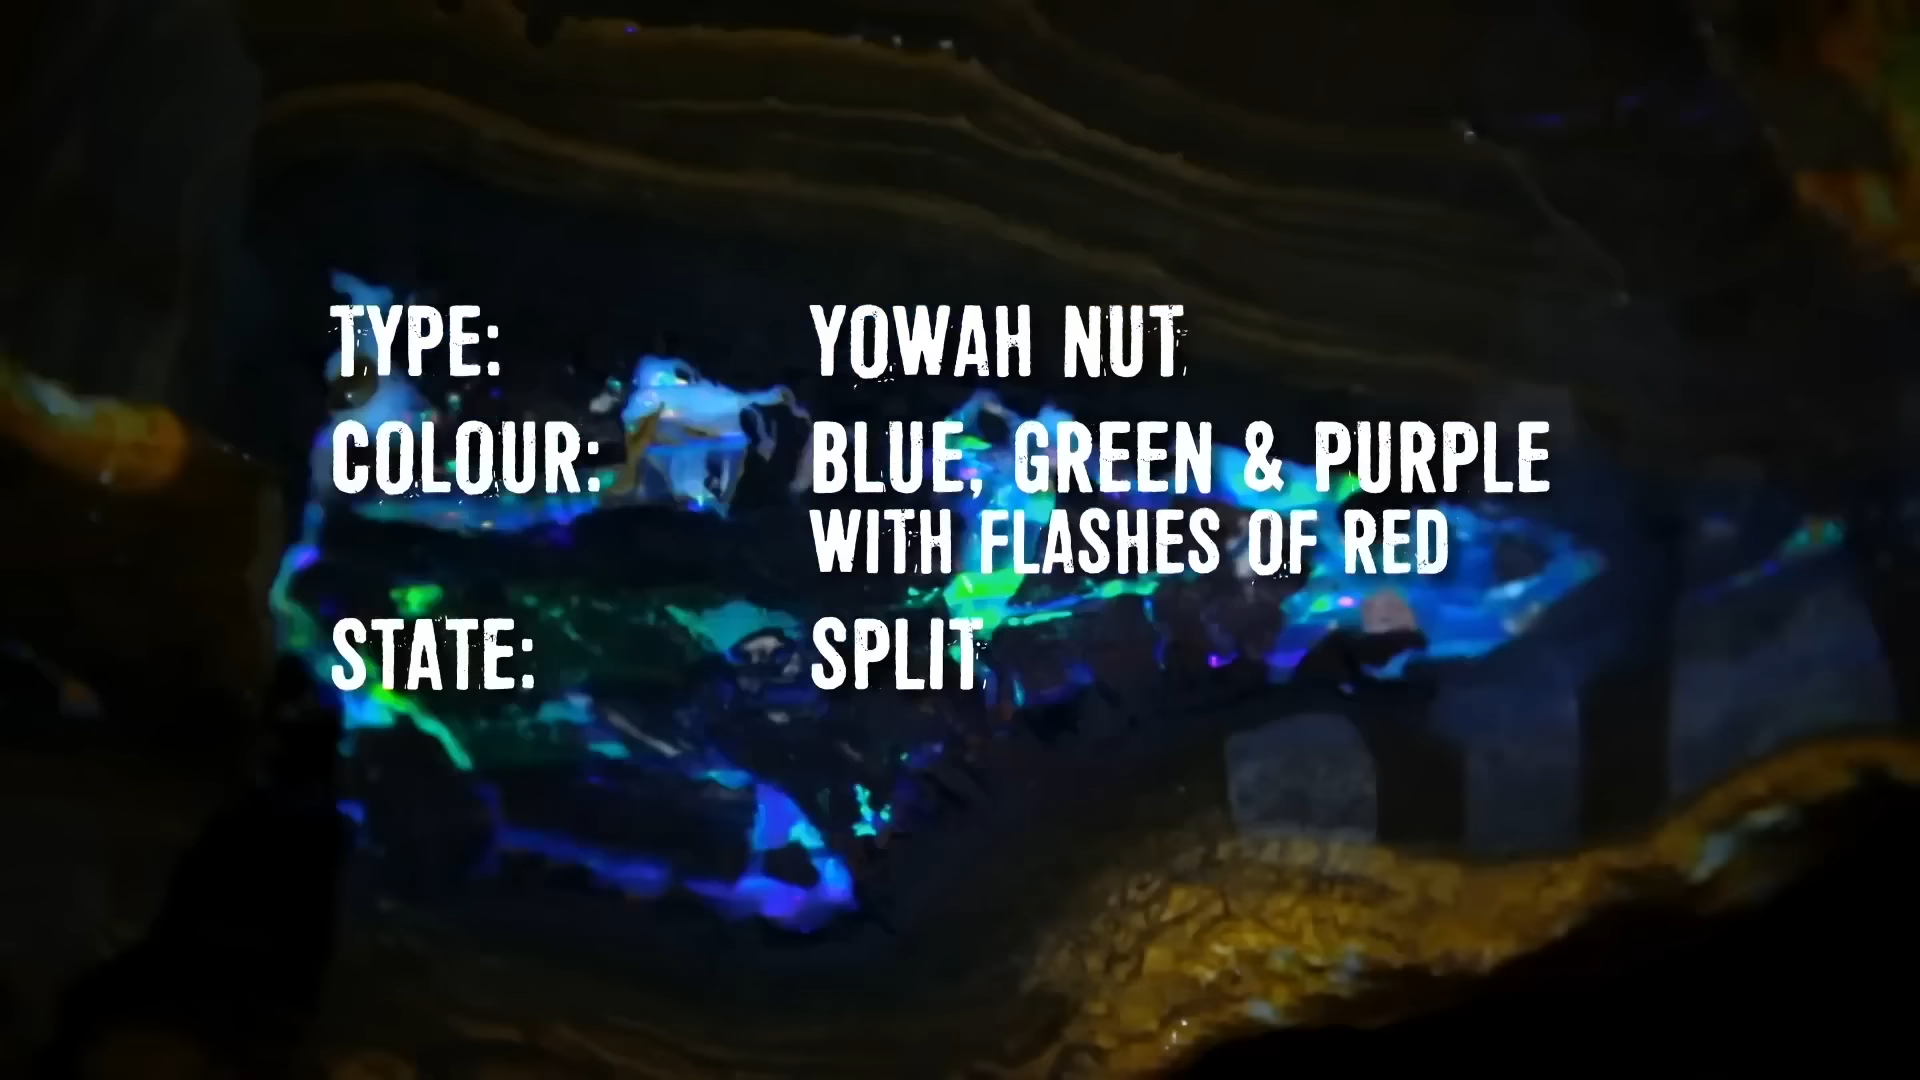 TYPE: YOWAH NUT
COLOUR: BLUE, GREEN & PURPLE
WITH FLASHES OF RED
STATE: SPLIT